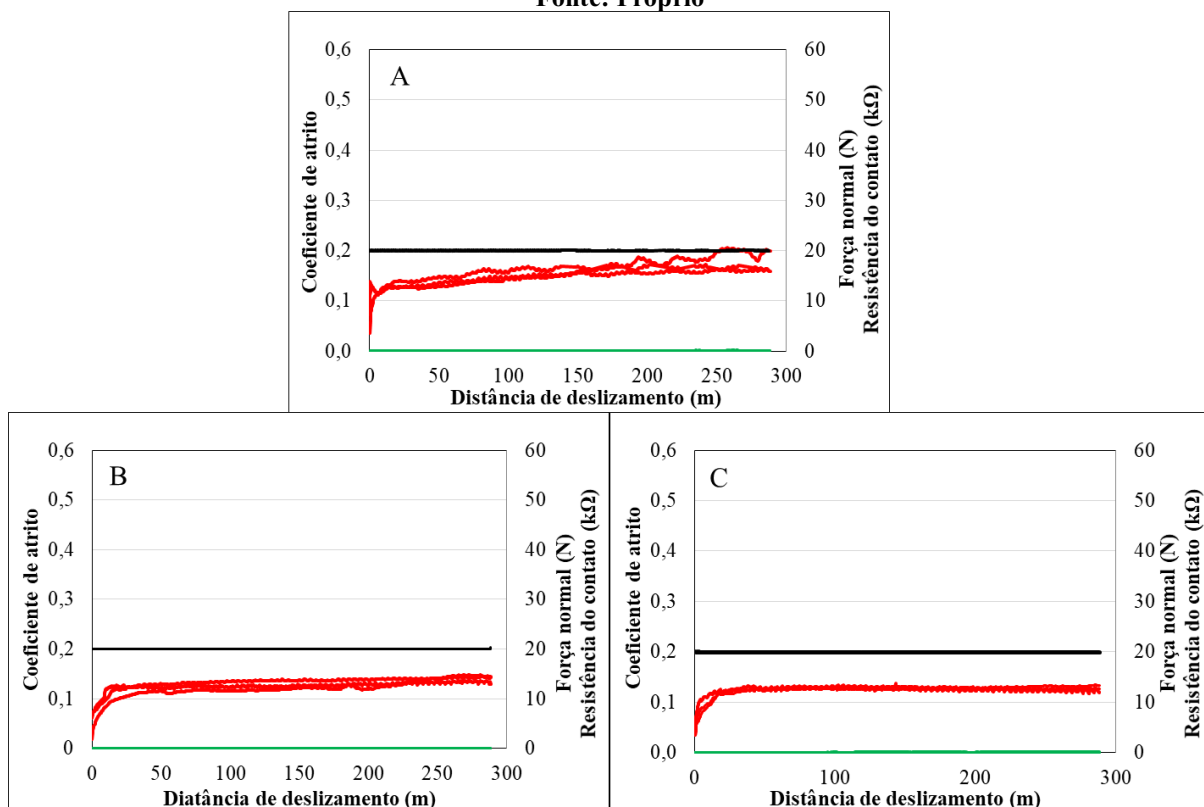 Fonte: Próprio
A
Coeficiente de atrito
0,6
0,5
0,4
0,3
0,2
0,1
0,0
60
50
40
30
20
10
0
Força normal (N)
Resistência do contato (kΩ)
0 50 100 150 200 250 300
Distância de deslizamento (m)
B
Coeficiente de atrito
0,6
0,5
0,4
0,3
0,2
0,1
0
60
50
40
30
20
10
0
Força normal (N)
Resistência do contato (kΩ)
0 50 100 150 200 250 300
Diatância de deslizamento (m)
C
Coeficiente de atrito
0,6
0,5
0,4
0,3
0,2
0,1
0,0
60
50
40
30
20
10
0
Força normal (N)
Resistência do contato (kΩ)
0 100 200 300
Distância de deslizamento (m)